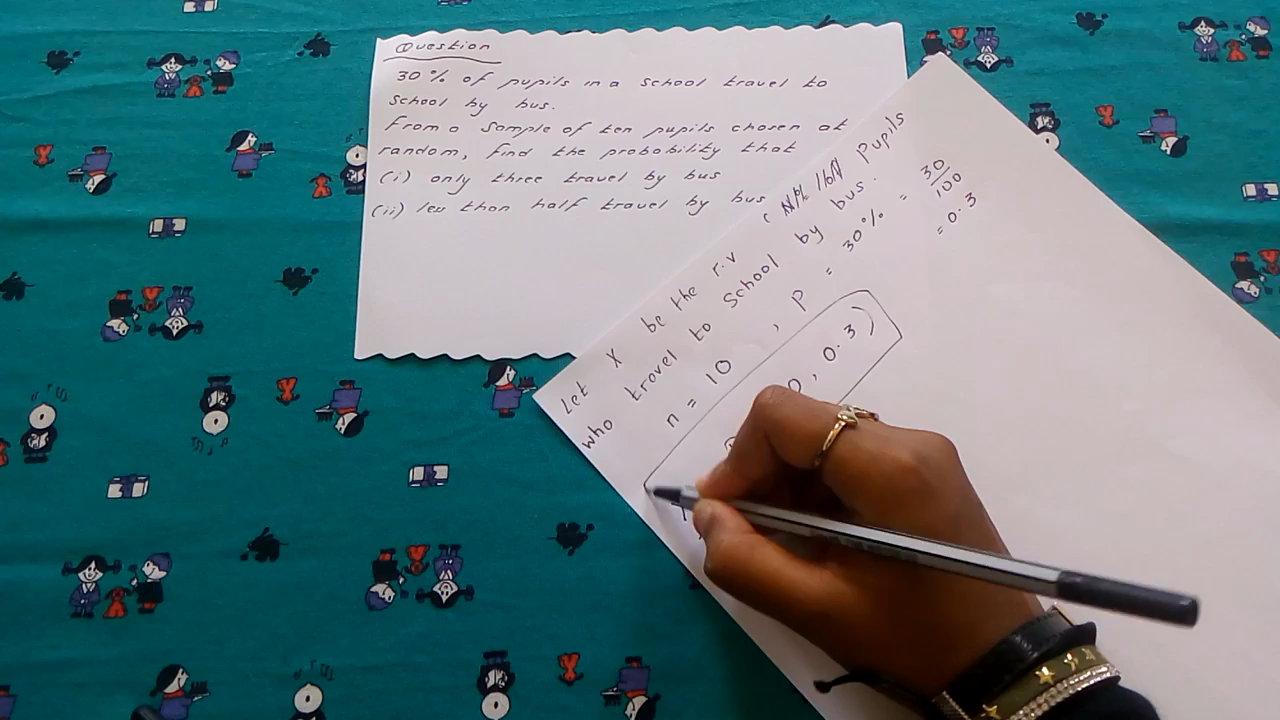 Question
30% of pupils in a school travel to
school by bus.
From a sample of ten pupils chosen at
random, find the probability that
(i) only three travel by bus
(ii) less than half travel by bus
Let X be the r.v Pupils
who travel to School by bus.
n = 10 , P = 30% = 30/100
= 0.3
0, 0.3)